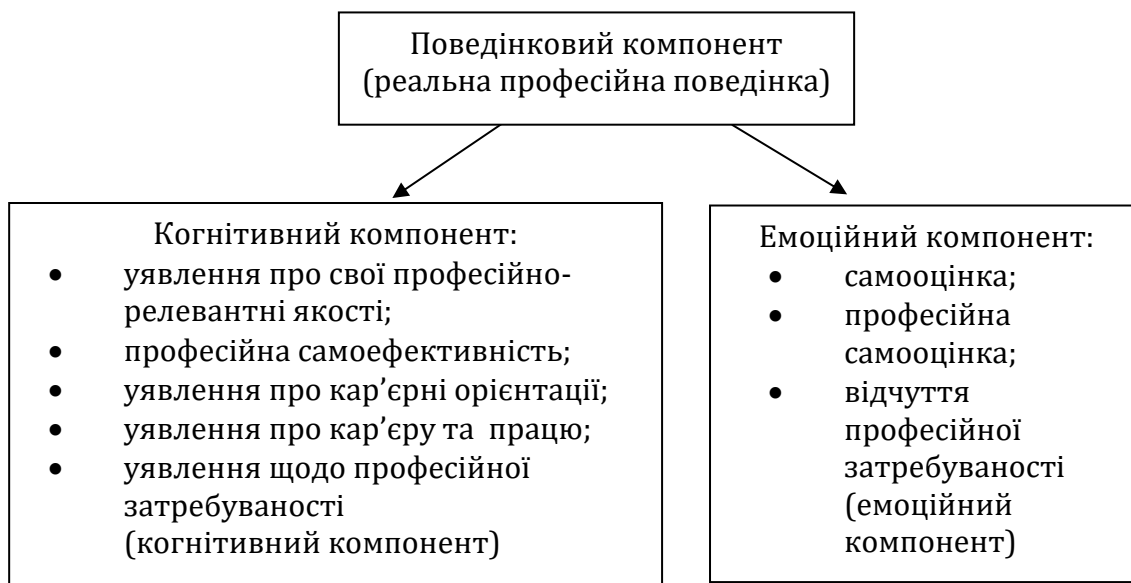 Поведінковий компонент
(реальна професійна поведінка)
Когнітивний компонент:
• уявлення про свої професійно-
релевантні якості;
• професійна самоефективність;
• уявлення про кар’єрні орієнтації;
• уявлення про кар’єру та працю;
• уявлення щодо професійної
затребуваності
(когнітивний компонент)
Емоційний компонент:
• самооцінка;
• професійна
самооцінка;
• відчуття
професійної
затребуваності
(емоційний
компонент)